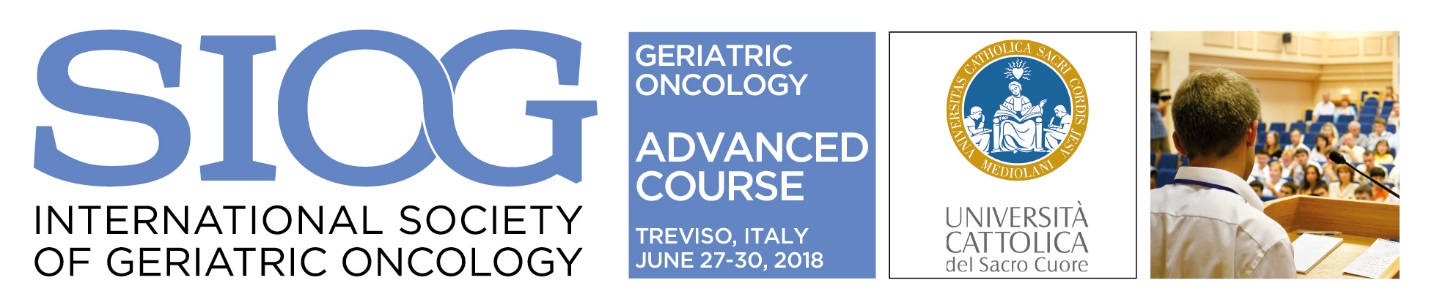 SIOG
INTERNATIONAL SOCIETY
OF GERIATRIC ONCOLOGY
GERIATRIC
ONCOLOGY
ADVANCED
COURSE
TREVISO, ITALY
JUNE 27-30, 2018
UNIVERSITAS CATHOLICA SACRI CORDIS JESV
MEDIOLANI
UNIVERSITÀ
CATTOLICA
del Sacro Cuore